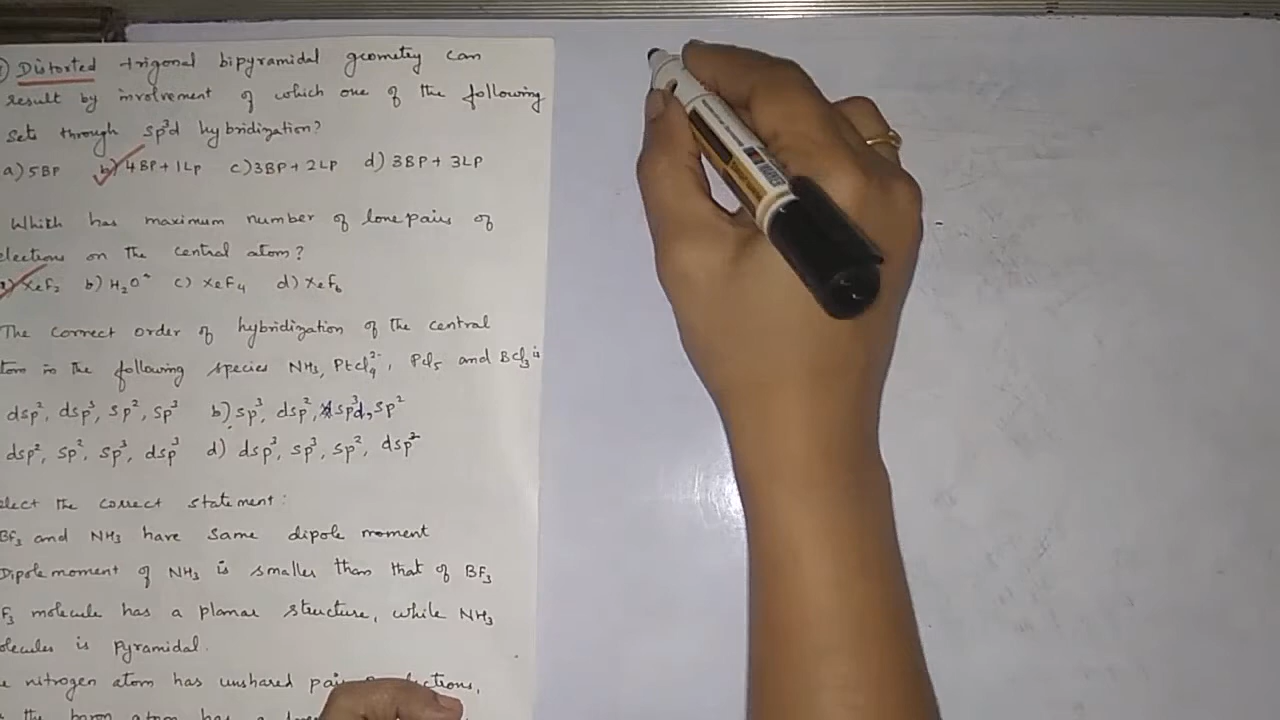 ) Distorted trigonal bipyramidal geometry can
result by involvement of which one of the following
sets through sp³d hybridization?
a) 5BP b) 4BP + 1LP c) 3BP + 2LP d) 3BP + 3LP
Which has maximum number of lone pairs of
electrons on the central atom?
a) XeF₂ b) H₂O⁺ c) XeF₄ d) XeF₆
The correct order of hybridization of the central
atom in the following species NH₃, PtCl₄²⁻, PCl₅ and BCl₃ is
dsp², dsp³, sp², sp³ b) sp³, dsp², sp³d, sp²
dsp², sp², sp³, dsp³ d) dsp³, sp³, sp², dsp²
elect the correct statement:
BF₃ and NH₃ have same dipole moment
Dipole moment of NH₃ is smaller than that of BF₃
F₃ molecule has a planar structure, while NH₃
olecules is pyramidal.
nitrogen atom has unshared pair
boron atom has a